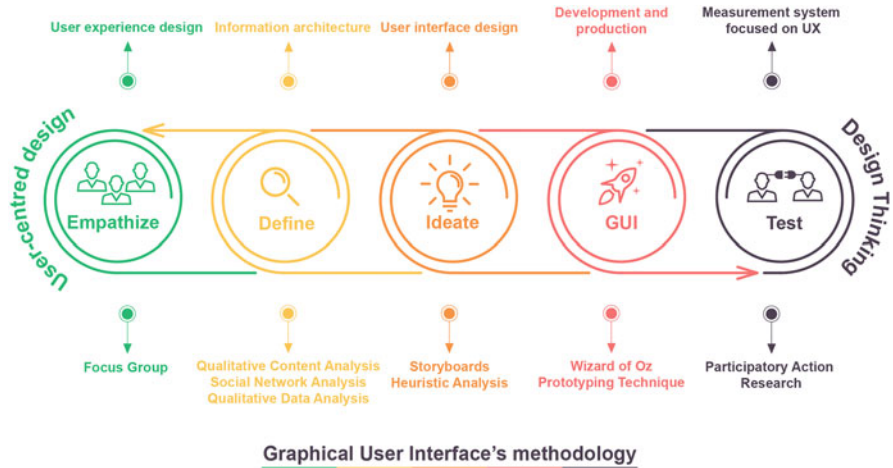 User experience design
Information architecture
User interface design
Development and
production
Measurement system
focused on UX
User-centred design
Empathize
Define
Ideate
GUI
Test
Design Thinking
Focus Group
Qualitative Content Analysis
Social Network Analysis
Qualitative Data Analysis
Storyboards
Heuristic Analysis
Wizard of Oz
Prototyping Technique
Participatory Action
Research
Graphical User Interface's methodology